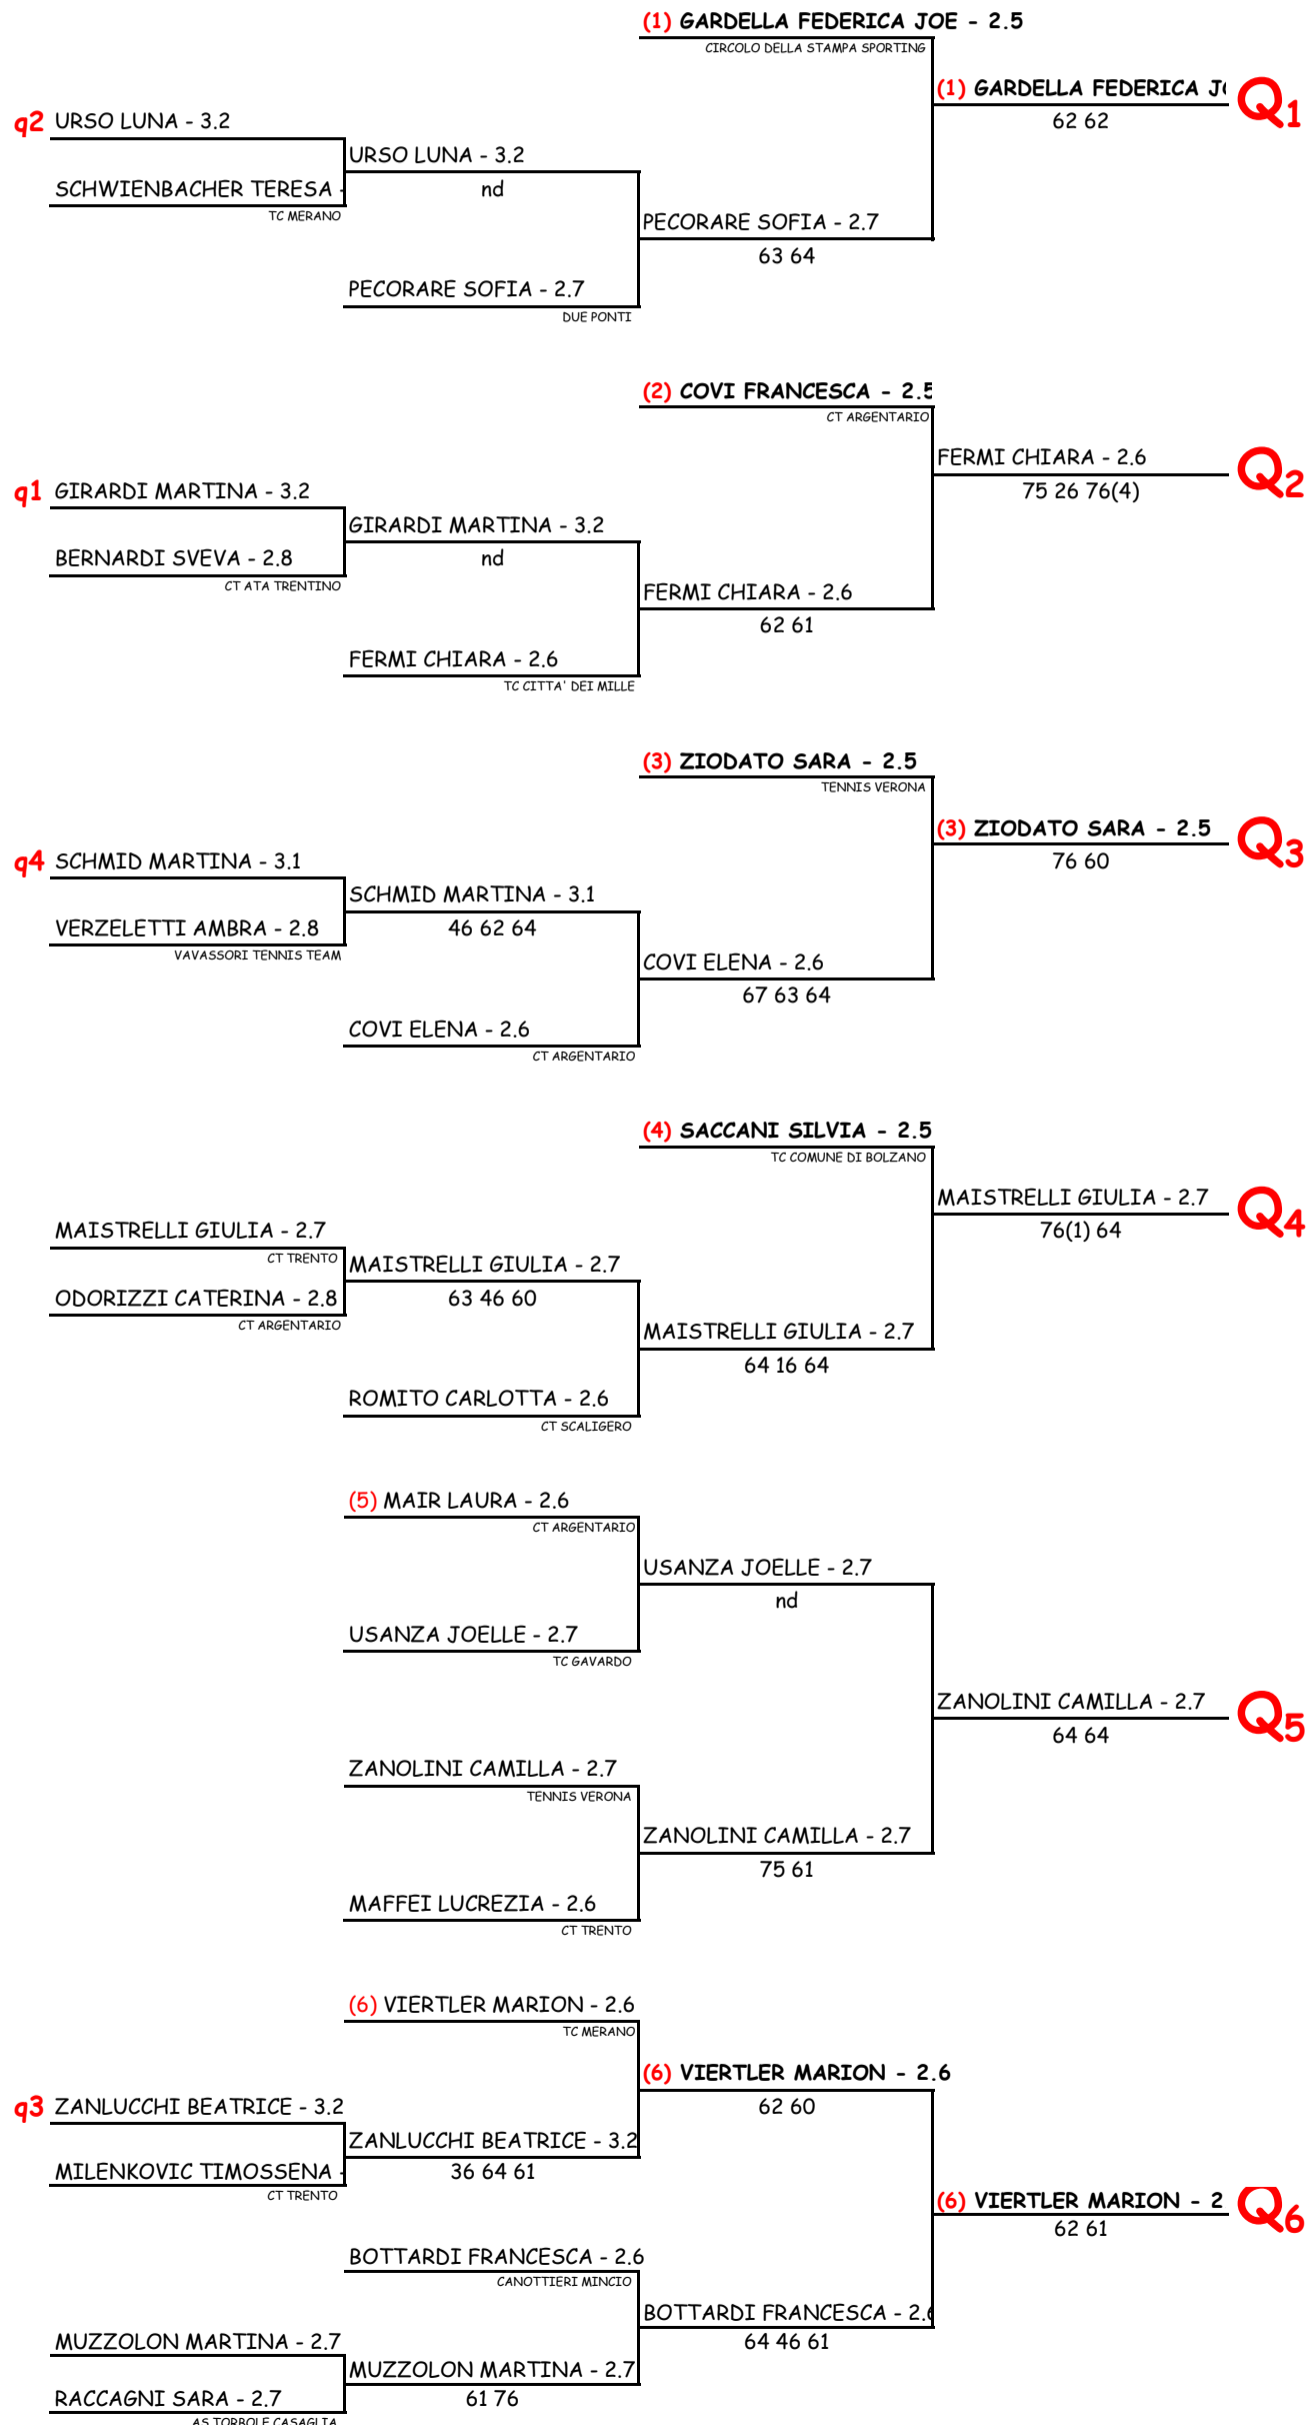 (1) GARDELLA FEDERICA JOE - 2.5
CIRCOLO DELLA STAMPA SPORTING
(1) GARDELLA FEDERICA JO
Q1
62 62
q2 URSO LUNA - 3.2
URSO LUNA - 3.2
SCHWIENBACHER TERESA -
nd
TC MERANO
PECORARE SOFIA - 2.7
63 64
PECORARE SOFIA - 2.7
DUE PONTI
(2) COVI FRANCESCA - 2.5
CT ARGENTARIO
FERMI CHIARA - 2.6
Q2
75 26 76(4)
q1 GIRARDI MARTINA - 3.2
GIRARDI MARTINA - 3.2
BERNARDI SVEVA - 2.8
nd
CT ATA TRENTINO
FERMI CHIARA - 2.6
62 61
FERMI CHIARA - 2.6
TC CITTA' DEI MILLE
(3) ZIODATO SARA - 2.5
TENNIS VERONA
(3) ZIODATO SARA - 2.5
Q3
76 60
q4 SCHMID MARTINA - 3.1
SCHMID MARTINA - 3.1
VERZELETTI AMBRA - 2.8
46 62 64
VAVASSORI TENNIS TEAM
COVI ELENA - 2.6
67 63 64
COVI ELENA - 2.6
CT ARGENTARIO
(4) SACCANI SILVIA - 2.5
TC COMUNE DI BOLZANO
MAISTRELLI GIULIA - 2.7
Q4
76(1) 64
MAISTRELLI GIULIA - 2.7
CT TRENTO
MAISTRELLI GIULIA - 2.7
ODORIZZI CATERINA - 2.8
63 46 60
CT ARGENTARIO
MAISTRELLI GIULIA - 2.7
64 16 64
ROMITO CARLOTTA - 2.6
CT SCALIGERO
(5) MAIR LAURA - 2.6
CT ARGENTARIO
USANZA JOELLE - 2.7
nd
USANZA JOELLE - 2.7
TC GAVARDO
ZANOLINI CAMILLA - 2.7
Q5
64 64
ZANOLINI CAMILLA - 2.7
TENNIS VERONA
ZANOLINI CAMILLA - 2.7
75 61
MAFFEI LUCREZIA - 2.6
CT TRENTO
(6) VIERTLER MARION - 2.6
TC MERANO
(6) VIERTLER MARION - 2.6
62 60
q3 ZANLUCCHI BEATRICE - 3.2
ZANLUCCHI BEATRICE - 3.2
MILENKOVIC TIMOSSENA -
36 64 61
CT TRENTO
(6) VIERTLER MARION - 2
Q6
62 61
BOTTARDI FRANCESCA - 2.6
CANOTTIERI MINCIO
BOTTARDI FRANCESCA - 2.6
64 46 61
MUZZOLON MARTINA - 2.7
MUZZOLON MARTINA - 2.7
RACCAGNI SARA - 2.7
61 76
AS TORBOLE CASAGLIA